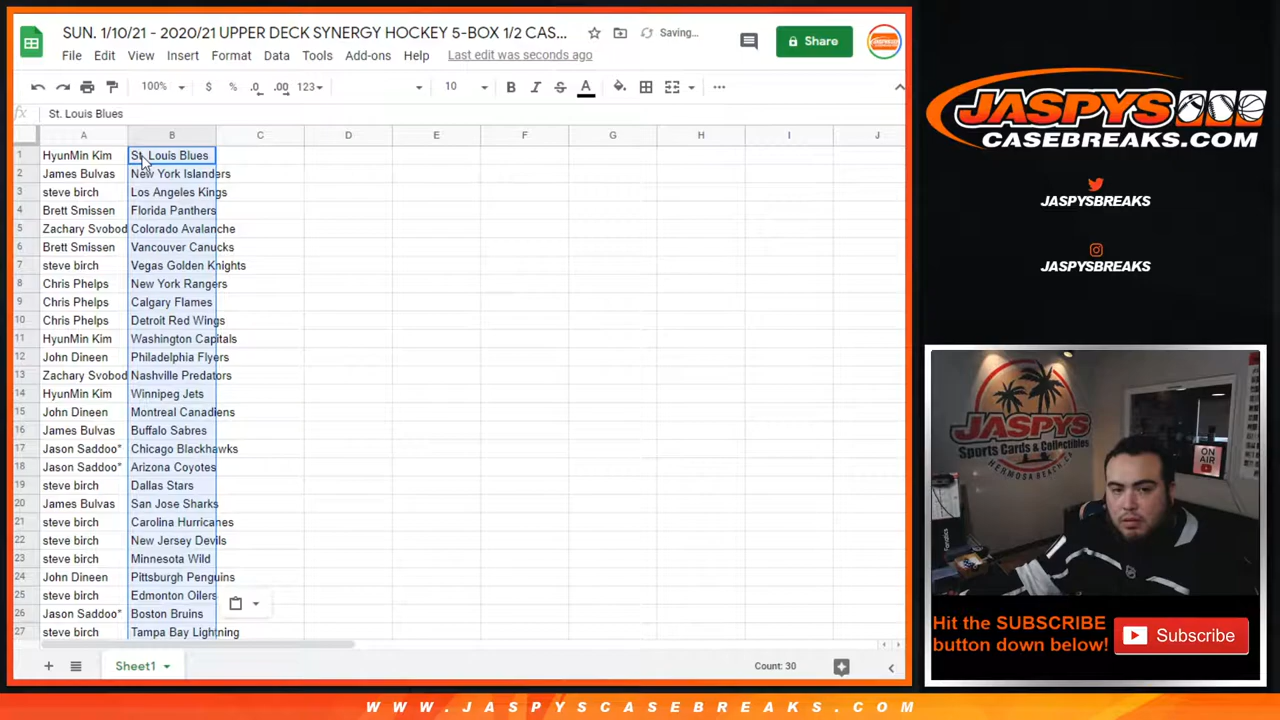 SUN. 1/10/21 - 2020/21 UPPER DECK SYNERGY HOCKEY 5-BOX 1/2 CAS...
Saving...
Share
File Edit View Insert Format Data Tools Add-ons Help Last edit was seconds ago
100% $ % .0 .00 123 10 B I S A
fx St. Louis Blues
A B C D E F G H I J
1 HyunMin Kim St. Louis Blues
2 James Bulvas New York Islanders
3 steve birch Los Angeles Kings
4 Brett Smissen Florida Panthers
5 Zachary Svobod Colorado Avalanche
6 Brett Smissen Vancouver Canucks
7 steve birch Vegas Golden Knights
8 Chris Phelps New York Rangers
9 Chris Phelps Calgary Flames
10 Chris Phelps Detroit Red Wings
11 HyunMin Kim Washington Capitals
12 John Dineen Philadelphia Flyers
13 Zachary Svobod Nashville Predators
14 HyunMin Kim Winnipeg Jets
15 John Dineen Montreal Canadiens
16 James Bulvas Buffalo Sabres
17 Jason Saddoo* Chicago Blackhawks
18 Jason Saddoo* Arizona Coyotes
19 steve birch Dallas Stars
20 James Bulvas San Jose Sharks
21 steve birch Carolina Hurricanes
22 steve birch New Jersey Devils
23 steve birch Minnesota Wild
24 John Dineen Pittsburgh Penguins
25 steve birch Edmonton Oilers
26 Jason Saddoo* Boston Bruins
27 steve birch Tampa Bay Lightning
Sheet1
Count: 30
JASPYS
CASEBREAKS.COM
JASPYSBREAKS
JASPYSBREAKS
JASPYS
Sports Cards & Collectibles
HERMOSA BEACH, CA
ON AIR
Fanatics
Hit the SUBSCRIBE
button down below!
Subscribe
WWW.JASPYSCASEBREAKS.COM